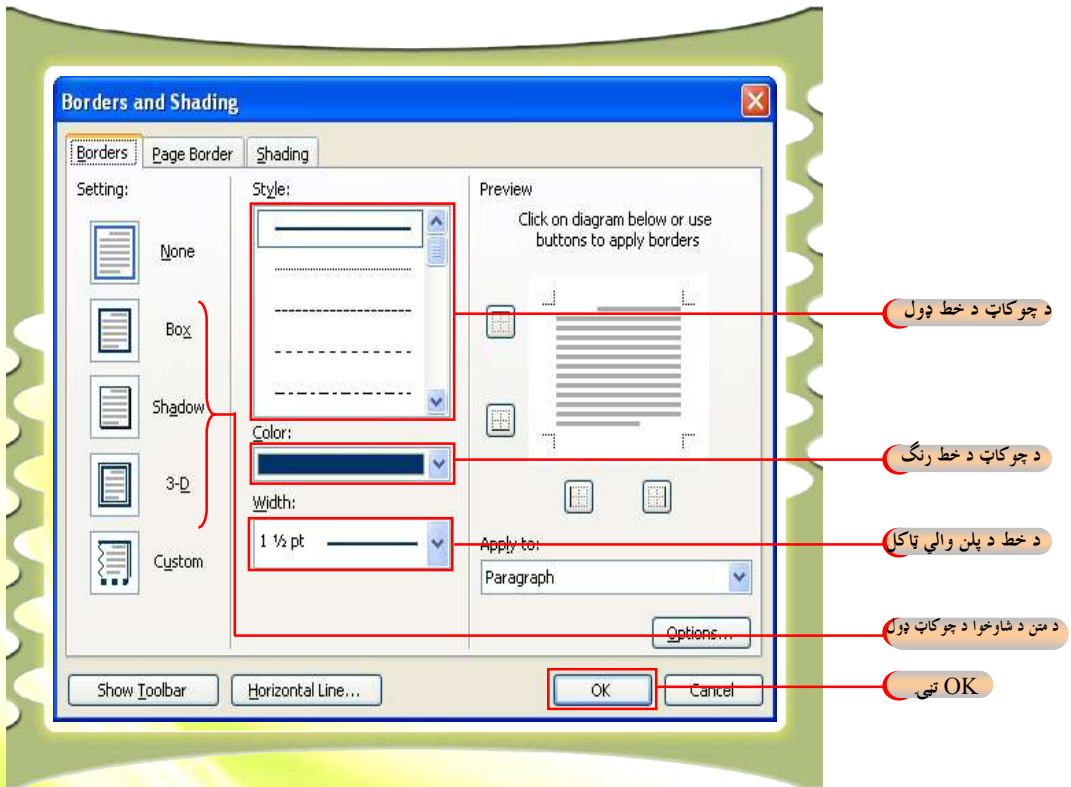 Borders and Shading
Borders
Page Border
Shading
Setting:
None
Box
Shadow
3-D
Custom
Style:
Color:
Width:
1 ½ pt
Preview
Click on diagram below or use
buttons to apply borders
Apply to:
Paragraph
Options...
Show Toolbar
Horizontal Line...
OK
Cancel
د چوکاټ د خط ډول
د چوکاټ د خط رنگ
د خط د پلن والي ټاکل
د متن د شاوخوا د چوکاټ ډول
OK تڼۍ